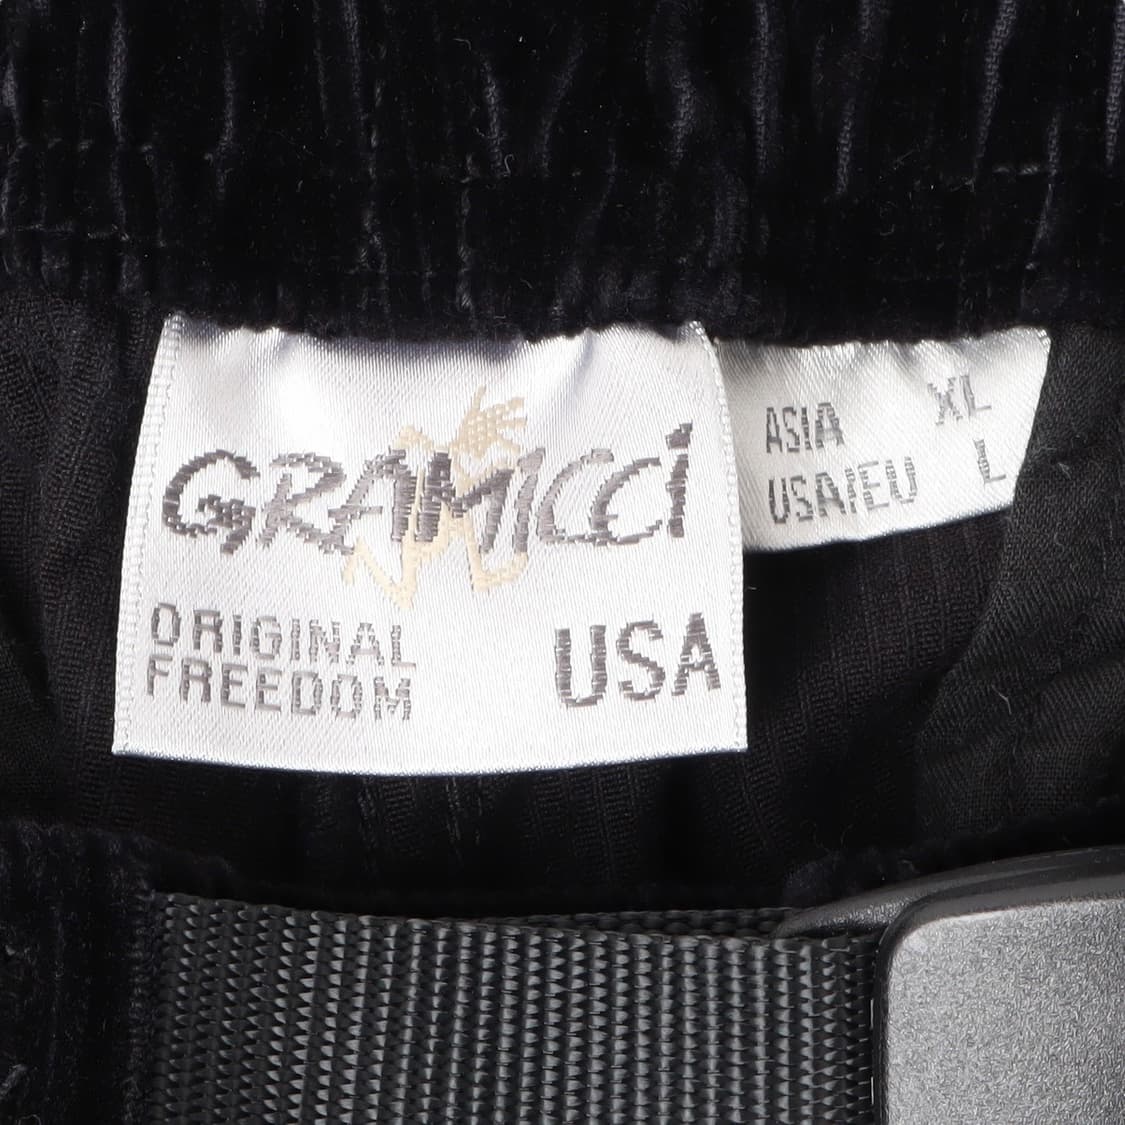 GRAMICCI
ORIGINAL
FREEDOM
USA
ASIA XL
USA/EU L